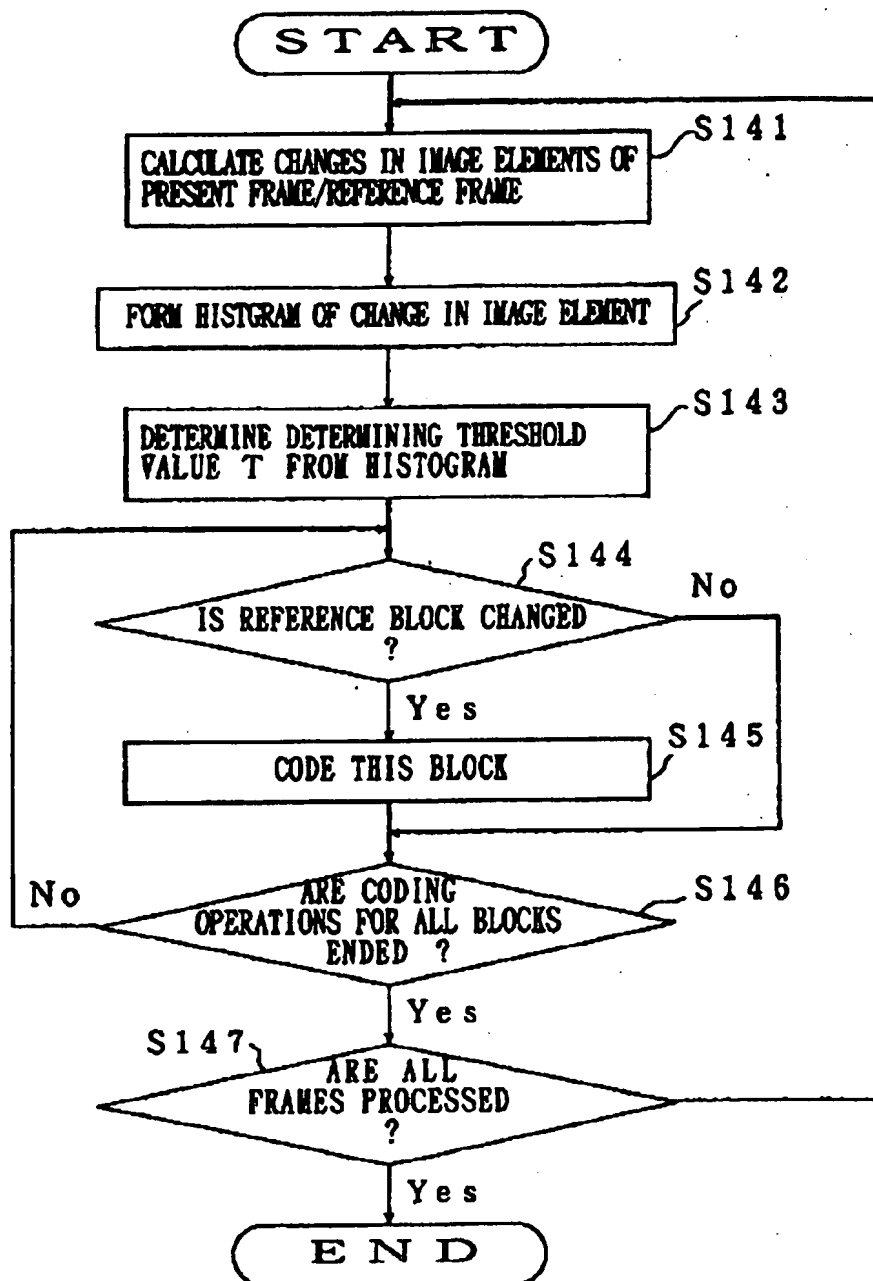 START
S141
CALCULATE CHANGES IN IMAGE ELEMENTS OF
PRESENT FRAME/REFERENCE FRAME
S142
FORM HISTGRAM OF CHANGE IN IMAGE ELEMENT
S143
DETERMINE DETERMINING THRESHOLD
VALUE T FROM HISTOGRAM
S144
No
IS REFERENCE BLOCK CHANGED
?
Yes
S145
CODE THIS BLOCK
No
S146
ARE CODING
OPERATIONS FOR ALL BLOCKS
ENDED ?
Yes
S147
ARE ALL
FRAMES PROCESSED
?
Yes
END